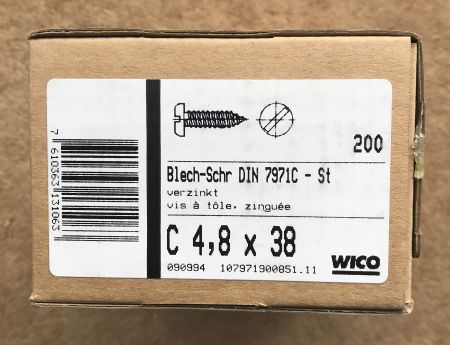 7 610363 131063
200
Blech-Schr DIN 7971C - St
verzinkt
vis à tôle, zinguée
C 4,8 x 38
090994 107971900851.11
WICO